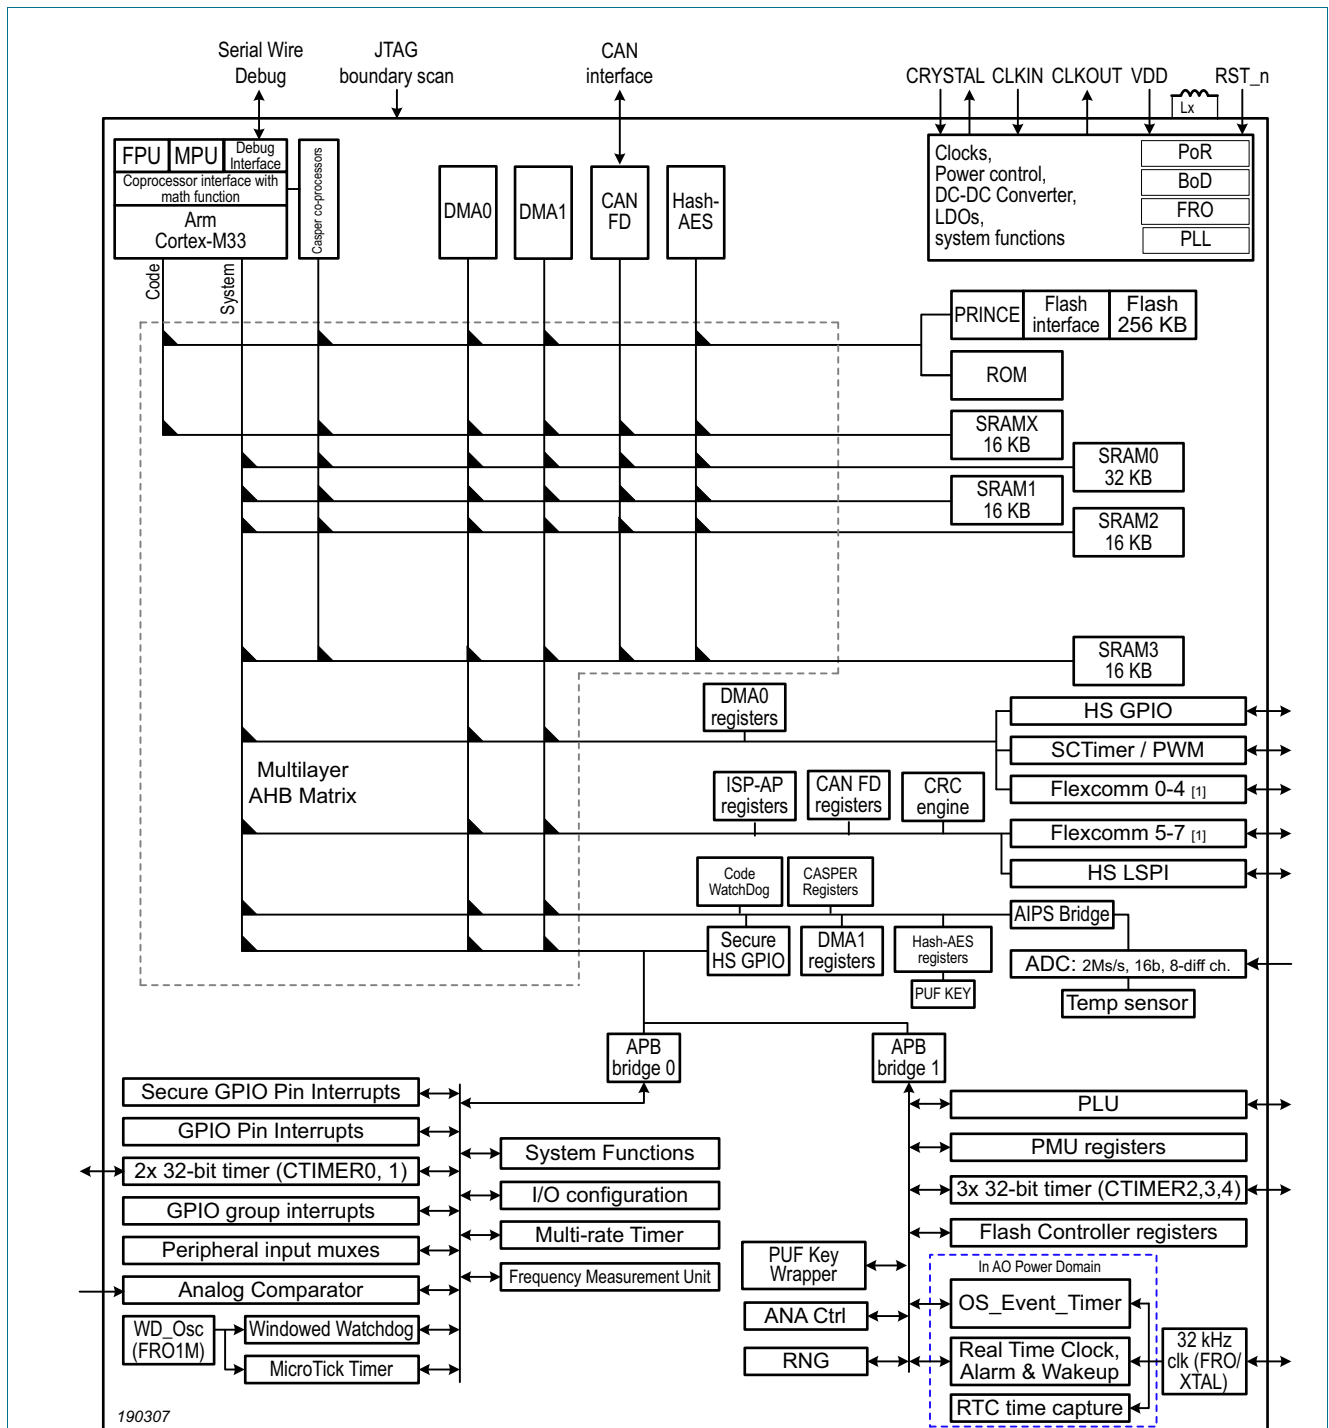 Serial Wire
Debug
JTAG
boundary scan
CAN
interface
CRYSTAL CLKIN CLKOUT VDD
Lx
RST_n
FPU
MPU
Debug
Interface
Coprocessor interface with
math function
Arm
Cortex-M33
Casper co-processors
DMA0
DMA1
CAN
FD
Hash-
AES
Clocks,
Power control,
DC-DC Converter,
LDOs,
system functions
PoR
BoD
FRO
PLL
Code
System
PRINCE
Flash
interface
Flash
256 KB
ROM
SRAMX
16 KB
SRAM0
32 KB
SRAM1
16 KB
SRAM2
16 KB
SRAM3
16 KB
DMA0
registers
HS GPIO
SCTimer / PWM
Flexcomm 0-4 [1]
Multilayer
AHB Matrix
ISP-AP
registers
CAN FD
registers
CRC
engine
Flexcomm 5-7 [1]
HS LSPI
Code
WatchDog
CASPER
Registers
AIPS Bridge
Secure
HS GPIO
DMA1
registers
Hash-AES
registers
PUF KEY
ADC: 2Ms/s, 16b, 8-diff ch.
Temp sensor
APB
bridge 0
APB
bridge 1
Secure GPIO Pin Interrupts
GPIO Pin Interrupts
2x 32-bit timer (CTIMER0, 1)
GPIO group interrupts
Peripheral input muxes
Analog Comparator
WD_Osc
(FRO1M)
Windowed Watchdog
MicroTick Timer
System Functions
I/O configuration
Multi-rate Timer
Frequency Measurement Unit
PLU
PMU registers
3x 32-bit timer (CTIMER2,3,4)
Flash Controller registers
PUF Key
Wrapper
ANA Ctrl
RNG
In AO Power Domain
OS_Event_Timer
Real Time Clock,
Alarm & Wakeup
RTC time capture
32 kHz
clk (FRO/
XTAL)
190307